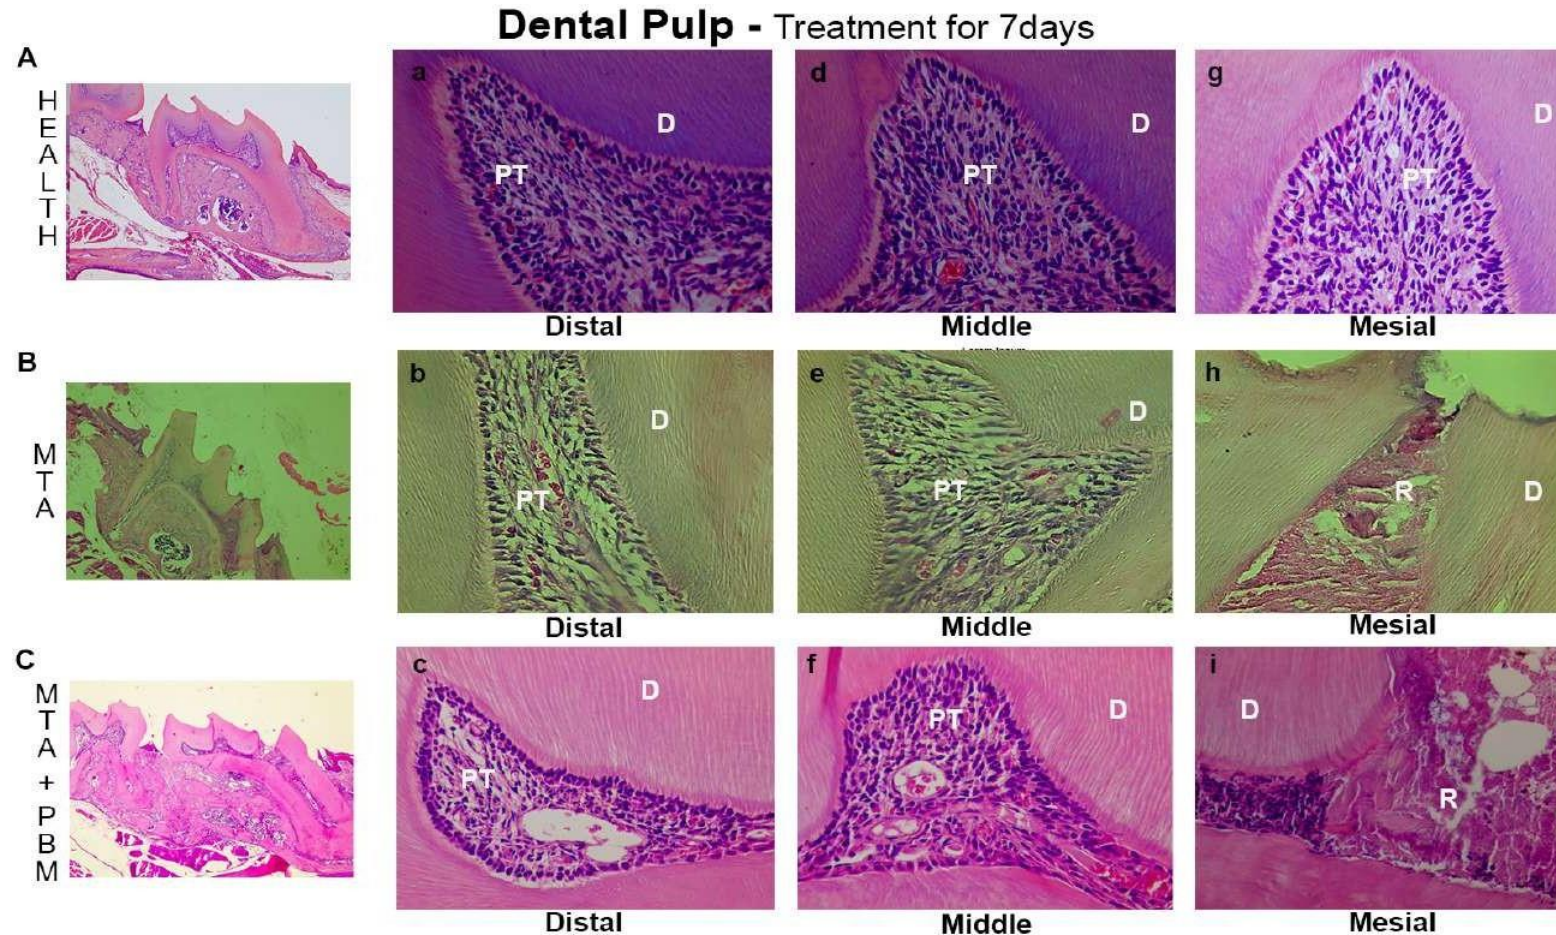 Dental Pulp - Treatment for 7days
A
HEALTH
a
PT
D
Distal
d
PT
D
Middle
g
PT
D
Mesial
B
MTA
b
PT
D
Distal
e
PT
D
Middle
h
R
D
Mesial
C
MTA + PBM
c
PT
D
Distal
f
PT
D
Middle
i
D
R
Mesial